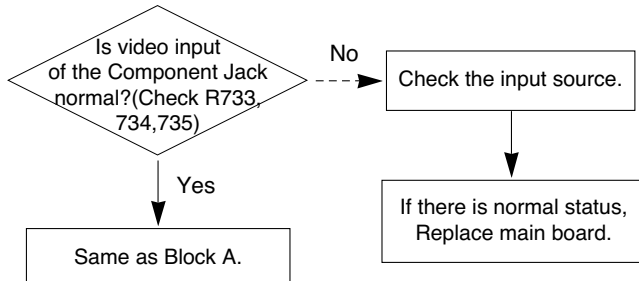 Is video input
of the Component Jack
normal?(Check R733,
734,735)
No
Check the input source.
Yes
If there is normal status,
Replace main board.
Same as Block A.